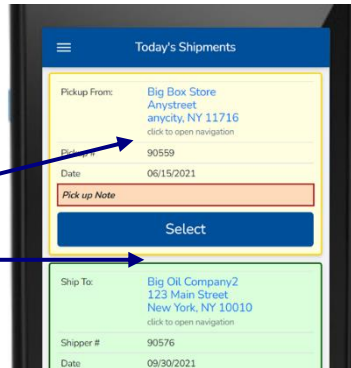 Today's Shipments
Pickup From: Big Box Store
Anystreet
anycity, NY 11716
click to open navigation
Pickup # 90559
Date 06/15/2021
Pick up Note
Select
Ship To: Big Oil Company2
123 Main Street
New York, NY 10010
click to open navigation
Shipper # 90576
Date 09/30/2021